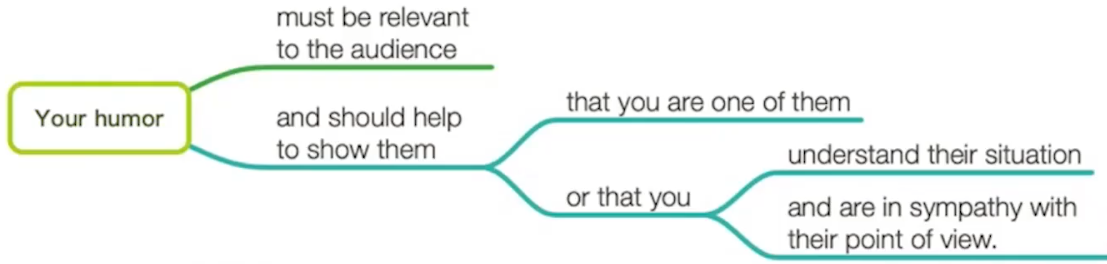 Your humor
must be relevant
to the audience
and should help
to show them
that you are one of them
or that you
understand their situation
and are in sympathy with
their point of view.